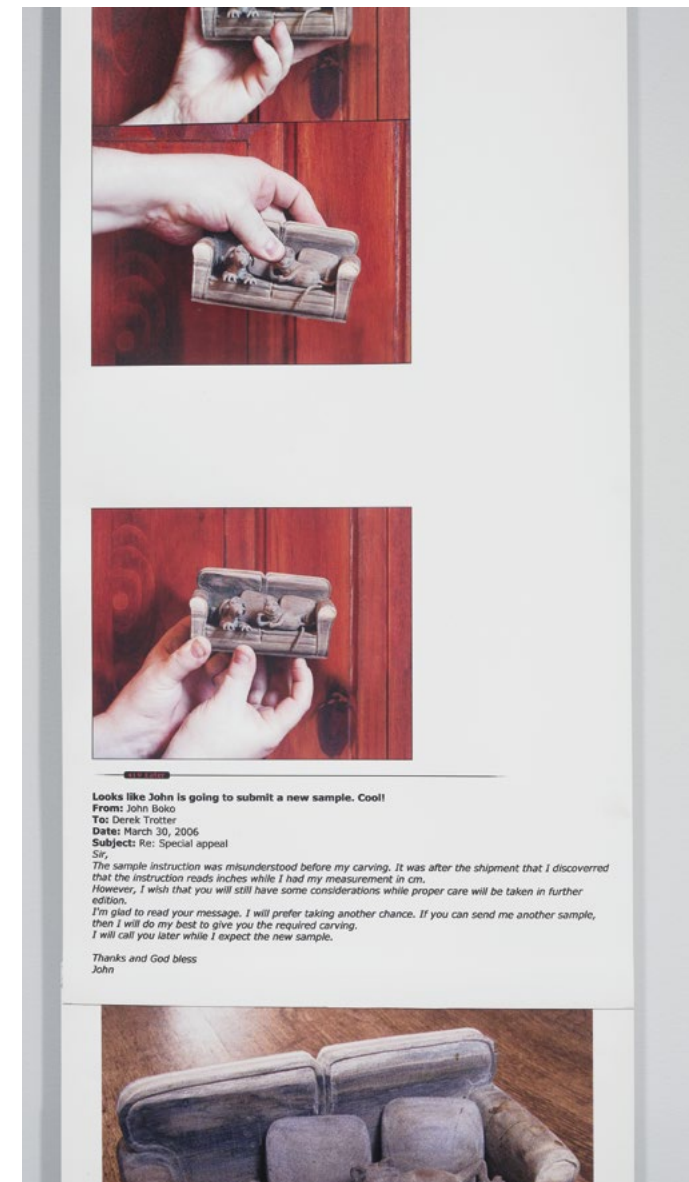 Looks like John is going to submit a new sample. Cool!
From: John Boko
To: Derek Trotter
Date: March 30, 2006
Subject: Re: Special appeal
Sir,
The sample instruction was misunderstood before my carving. It was after the shipment that I discoverred
that the instruction reads inches while I had my measurement in cm.
However, I wish that you will still have some considerations while proper care will be taken in further
edition.
I'm glad to read your message. I will prefer taking another chance. If you can send me another sample,
then I will do my best to give you the required carving.
I will call you later while I expect the new sample.
Thanks and God bless
John